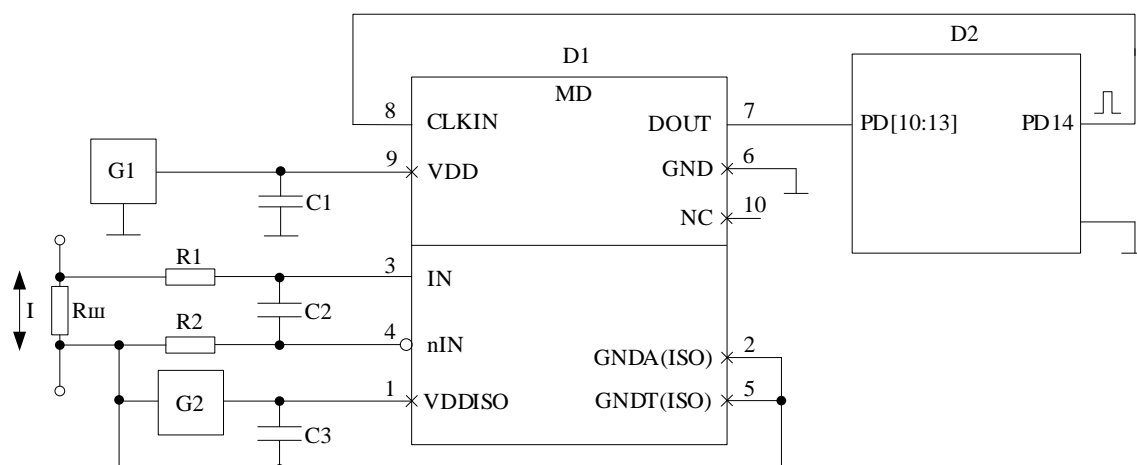 D1
D2
MD
8
CLKIN
DOUT
7
PD[10:13]
PD14
G1
9
VDD
GND
6
C1
NC
10
R1
3
IN
I
Rш
C2
R2
4
nIN
GNDA(ISO)
2
G2
1
VDDISO
GNDT(ISO)
5
C3